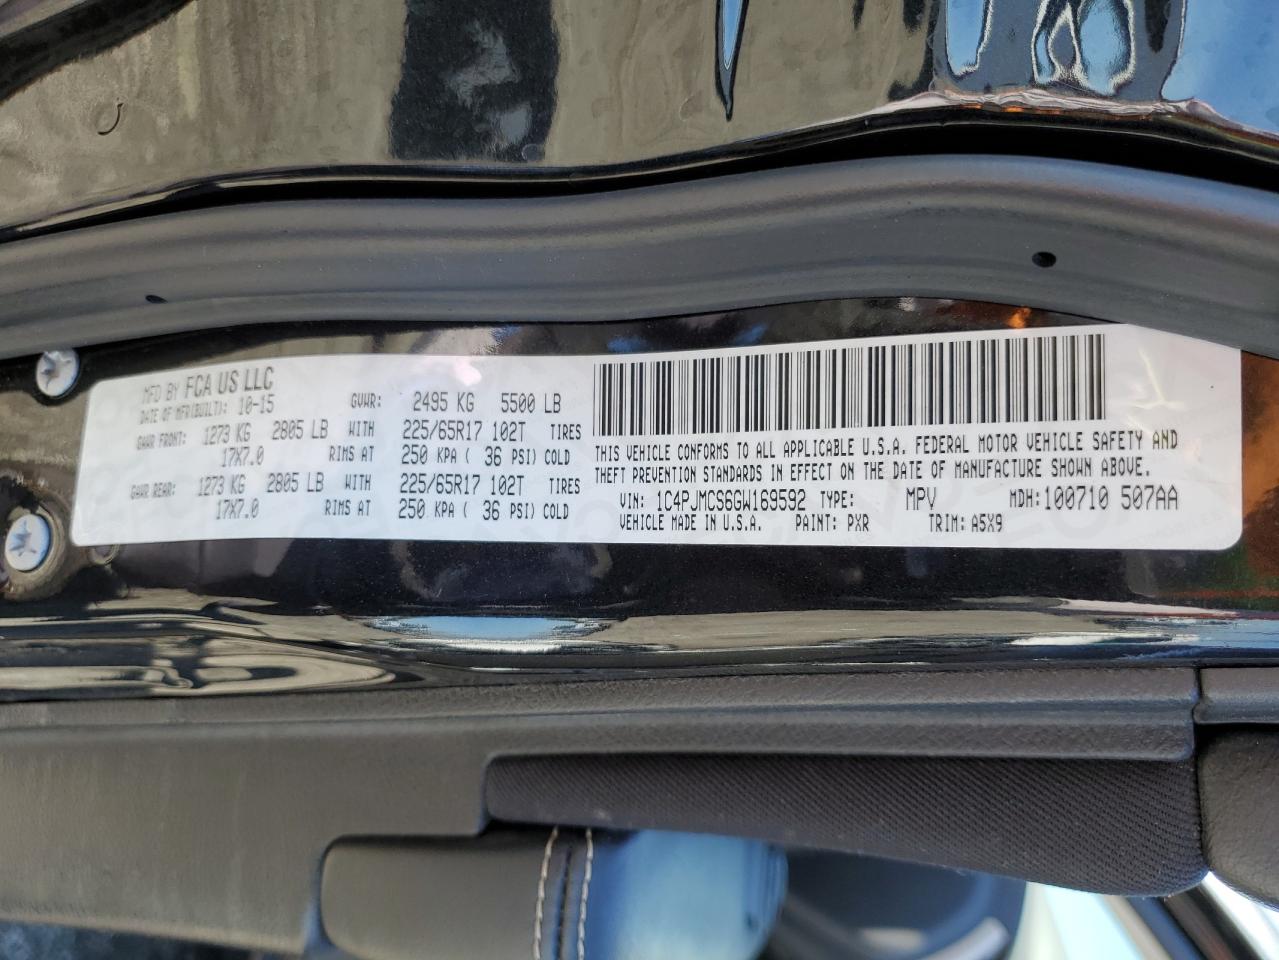 MFD BY FCA US LLC
DATE OF MFR(BUILT): 10-15 GVWR: 2495 KG 5500 LB
GAWR FRONT: 1273 KG 2805 LB WITH 225/65R17 102T TIRES
17X7.0 RIMS AT 250 KPA ( 36 PSI) COLD
GAWR REAR: 1273 KG 2805 LB WITH 225/65R17 102T TIRES
17X7.0 RIMS AT 250 KPA ( 36 PSI) COLD
THIS VEHICLE CONFORMS TO ALL APPLICABLE U.S.A. FEDERAL MOTOR VEHICLE SAFETY AND
THEFT PREVENTION STANDARDS IN EFFECT ON THE DATE OF MANUFACTURE SHOWN ABOVE.
VIN: 1C4PJMCS6GW169592 TYPE: MPV MDH: 100710 507AA
VEHICLE MADE IN U.S.A. PAINT: PXR TRIM: A5X9